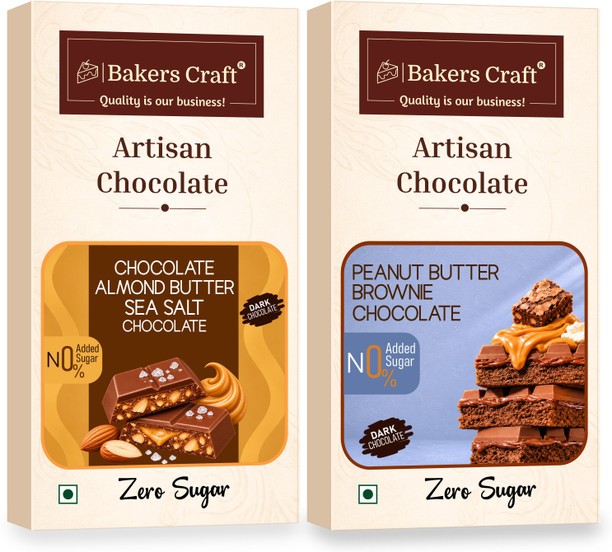 Bakers Craft®
Quality is our business!
Artisan
Chocolate
CHOCOLATE
ALMOND BUTTER
SEA SALT
CHOCOLATE
DARK
CHOCOLATE
NO% Added
Sugar
Zero Sugar
Bakers Craft®
Quality is our business!
Artisan
Chocolate
PEANUT BUTTER
BROWNIE
CHOCOLATE
NO% Added
Sugar
DARK
CHOCOLATE
Zero Sugar